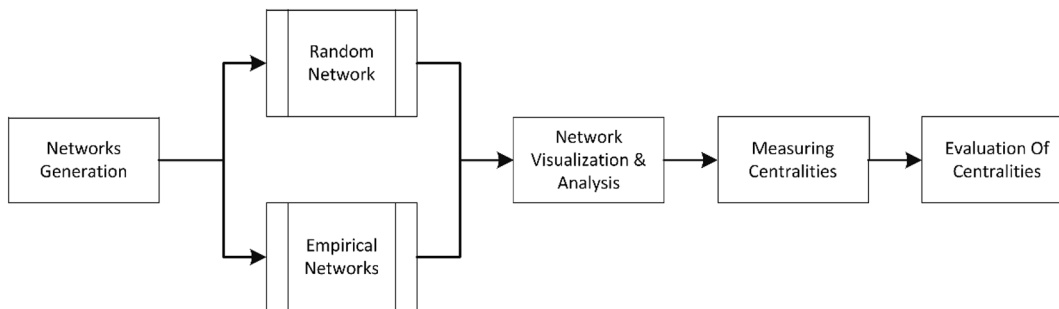 Networks
Generation
Random
Network
Empirical
Networks
Network
Visualization &
Analysis
Measuring
Centralities
Evaluation Of
Centralities